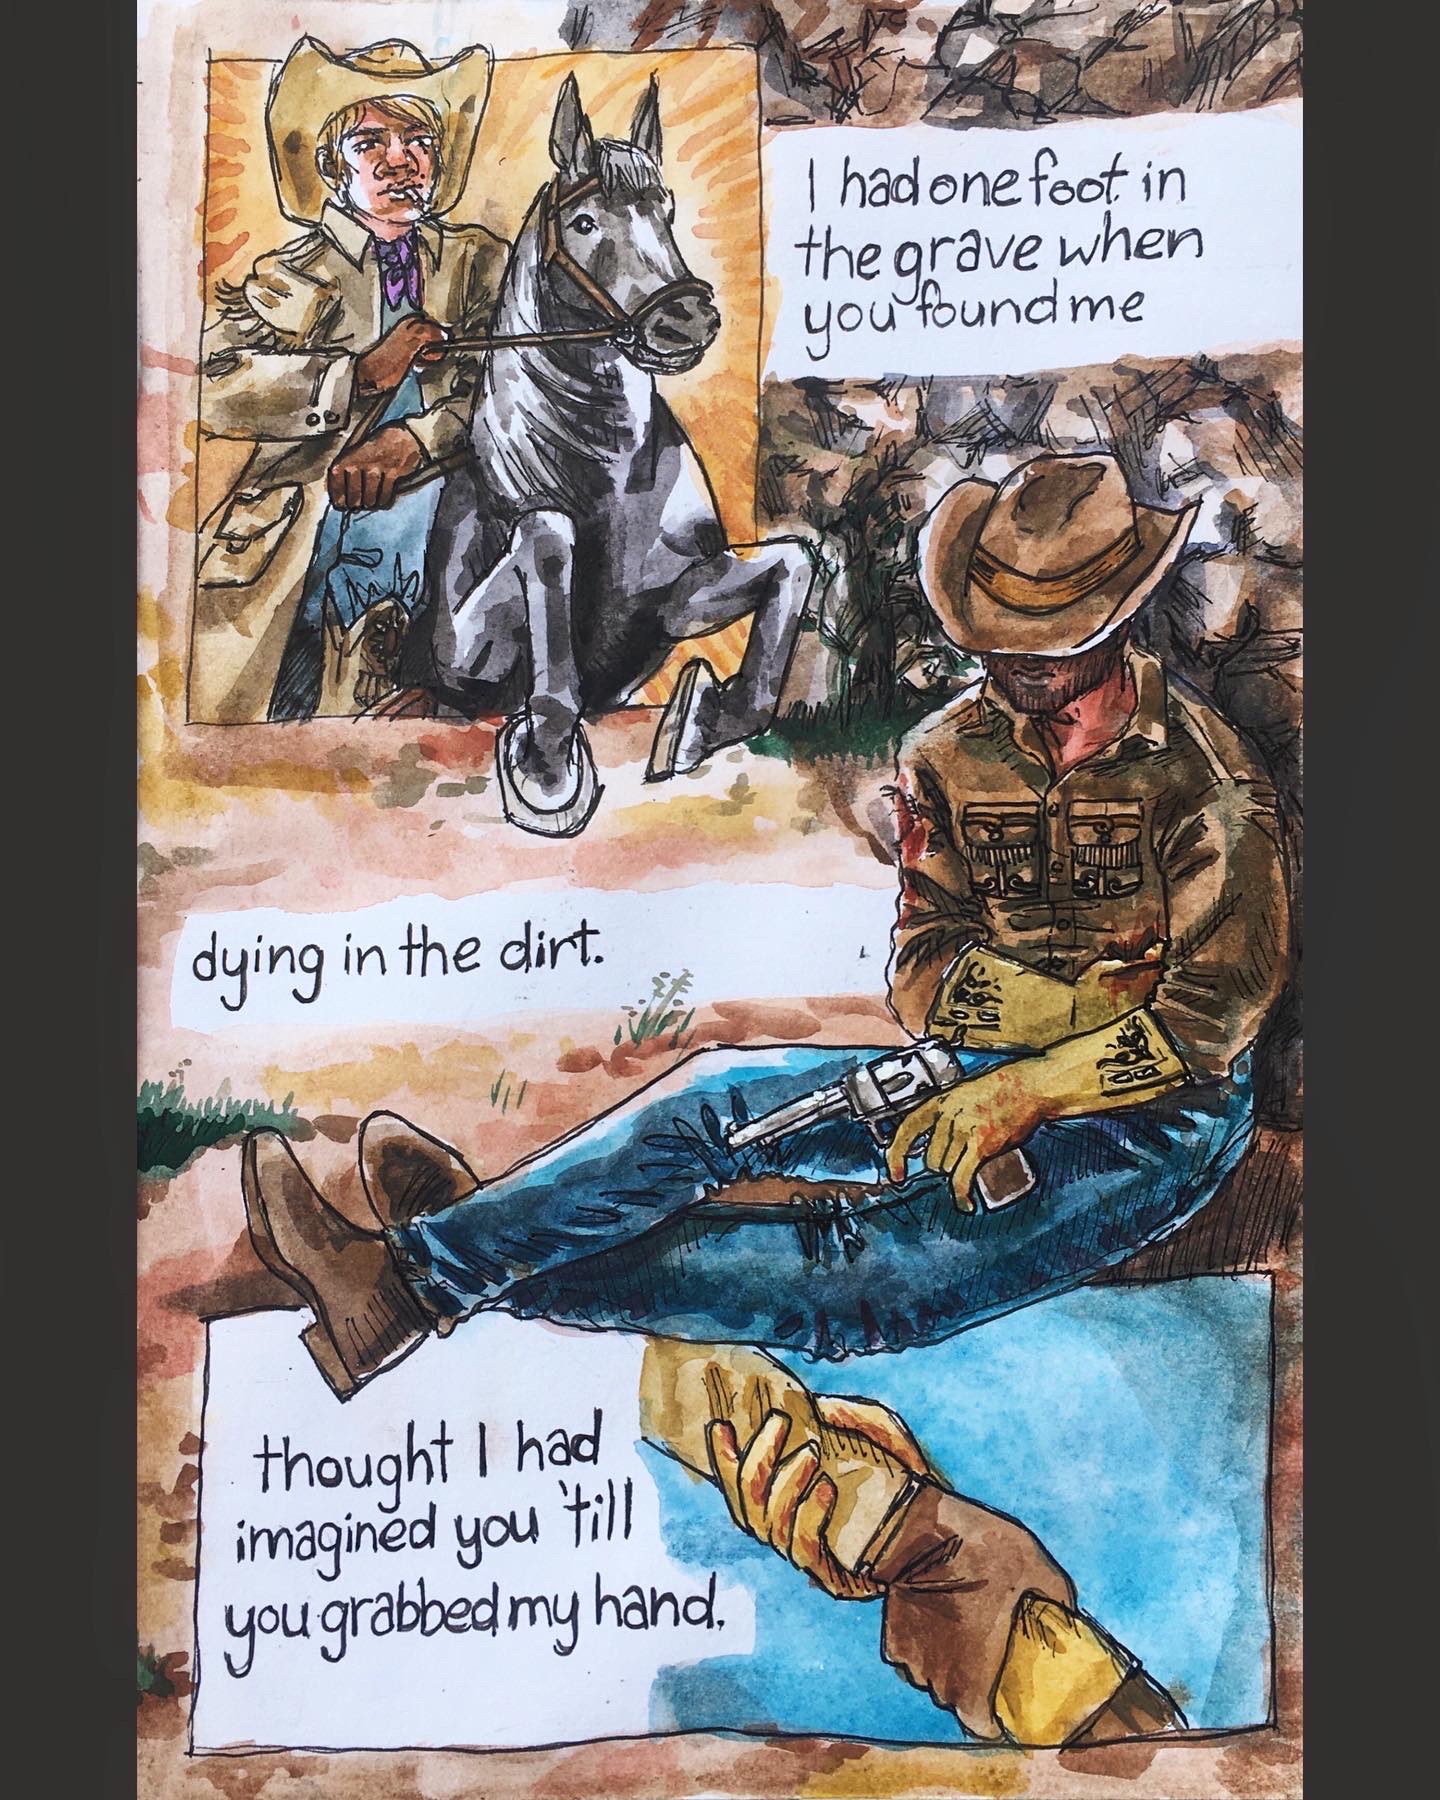 I had one foot in
the grave when
you found me
dying in the dirt.
thought I had
imagined you 'till
you grabbed my hand.